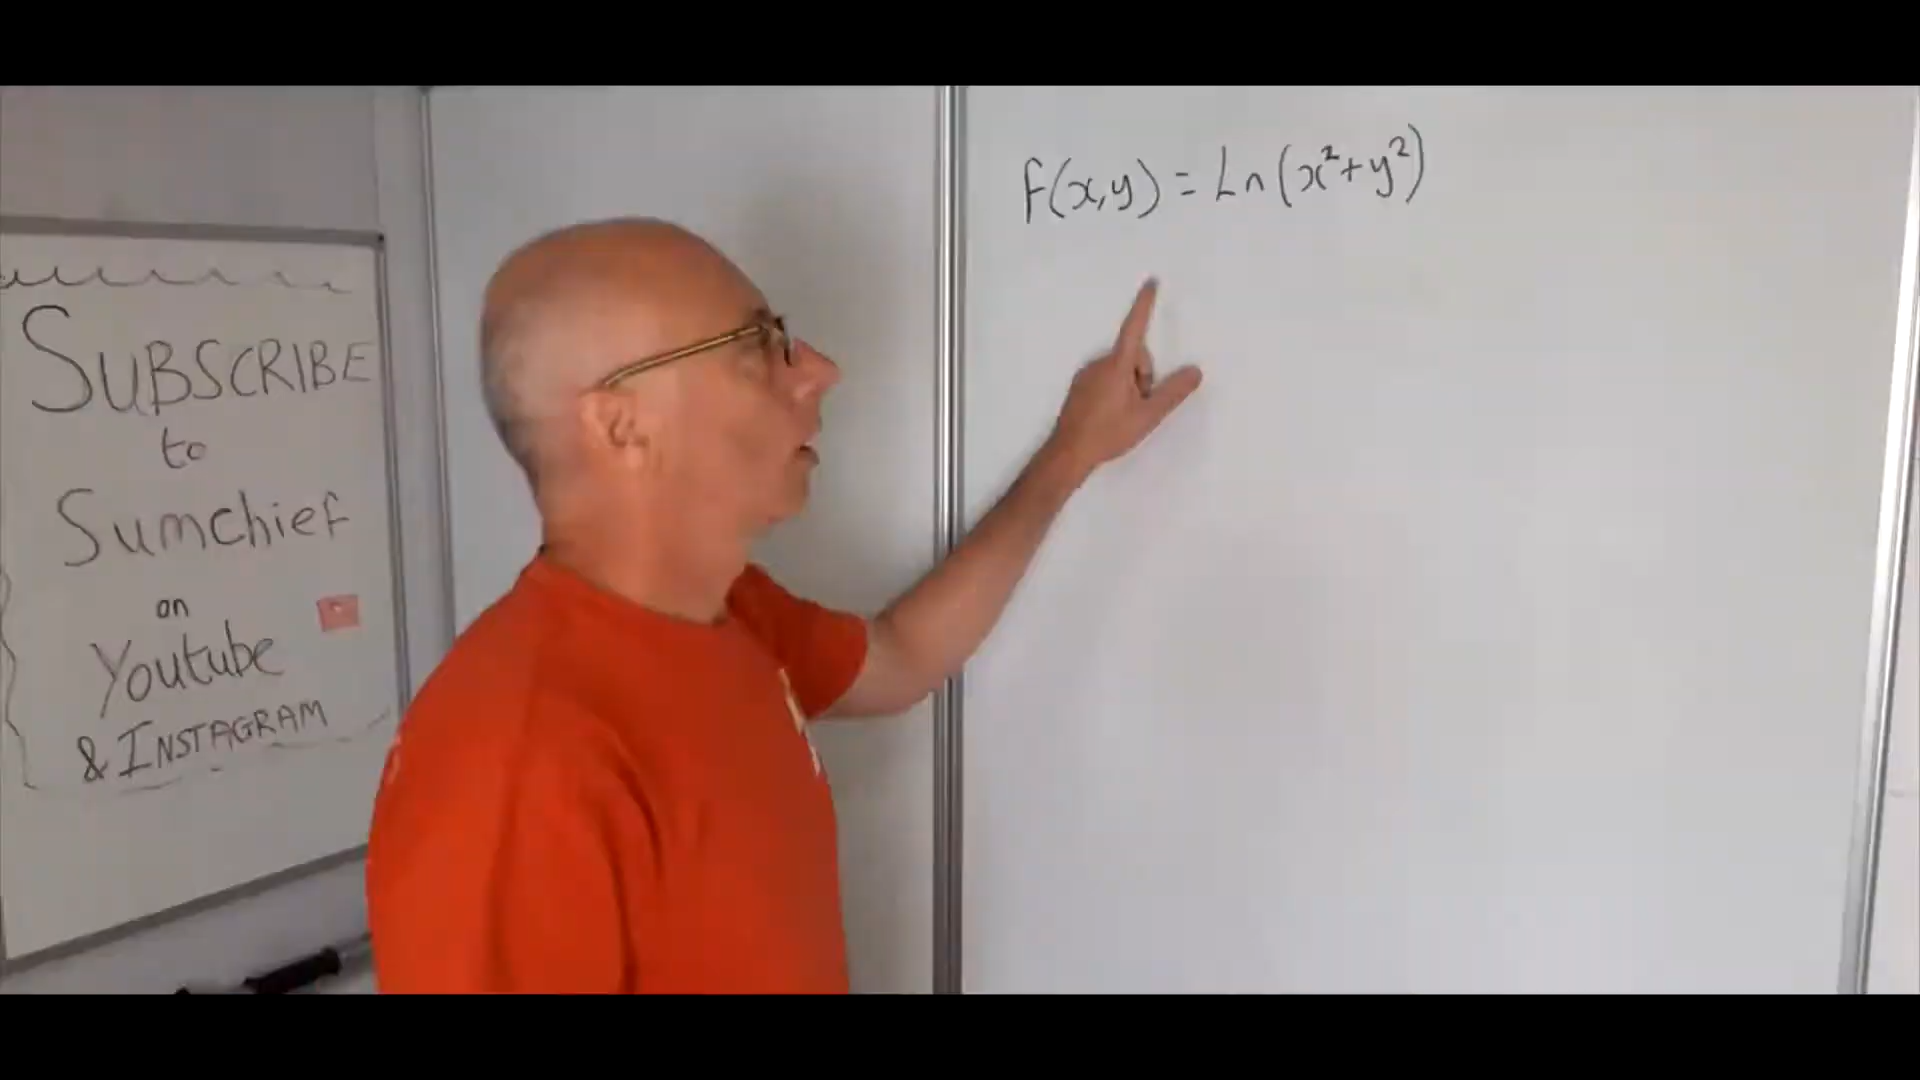 SUBSCRIBE
to
Sumchief
on
Youtube
& INSTAGRAM
F(x,y) = Ln(x²+y²)